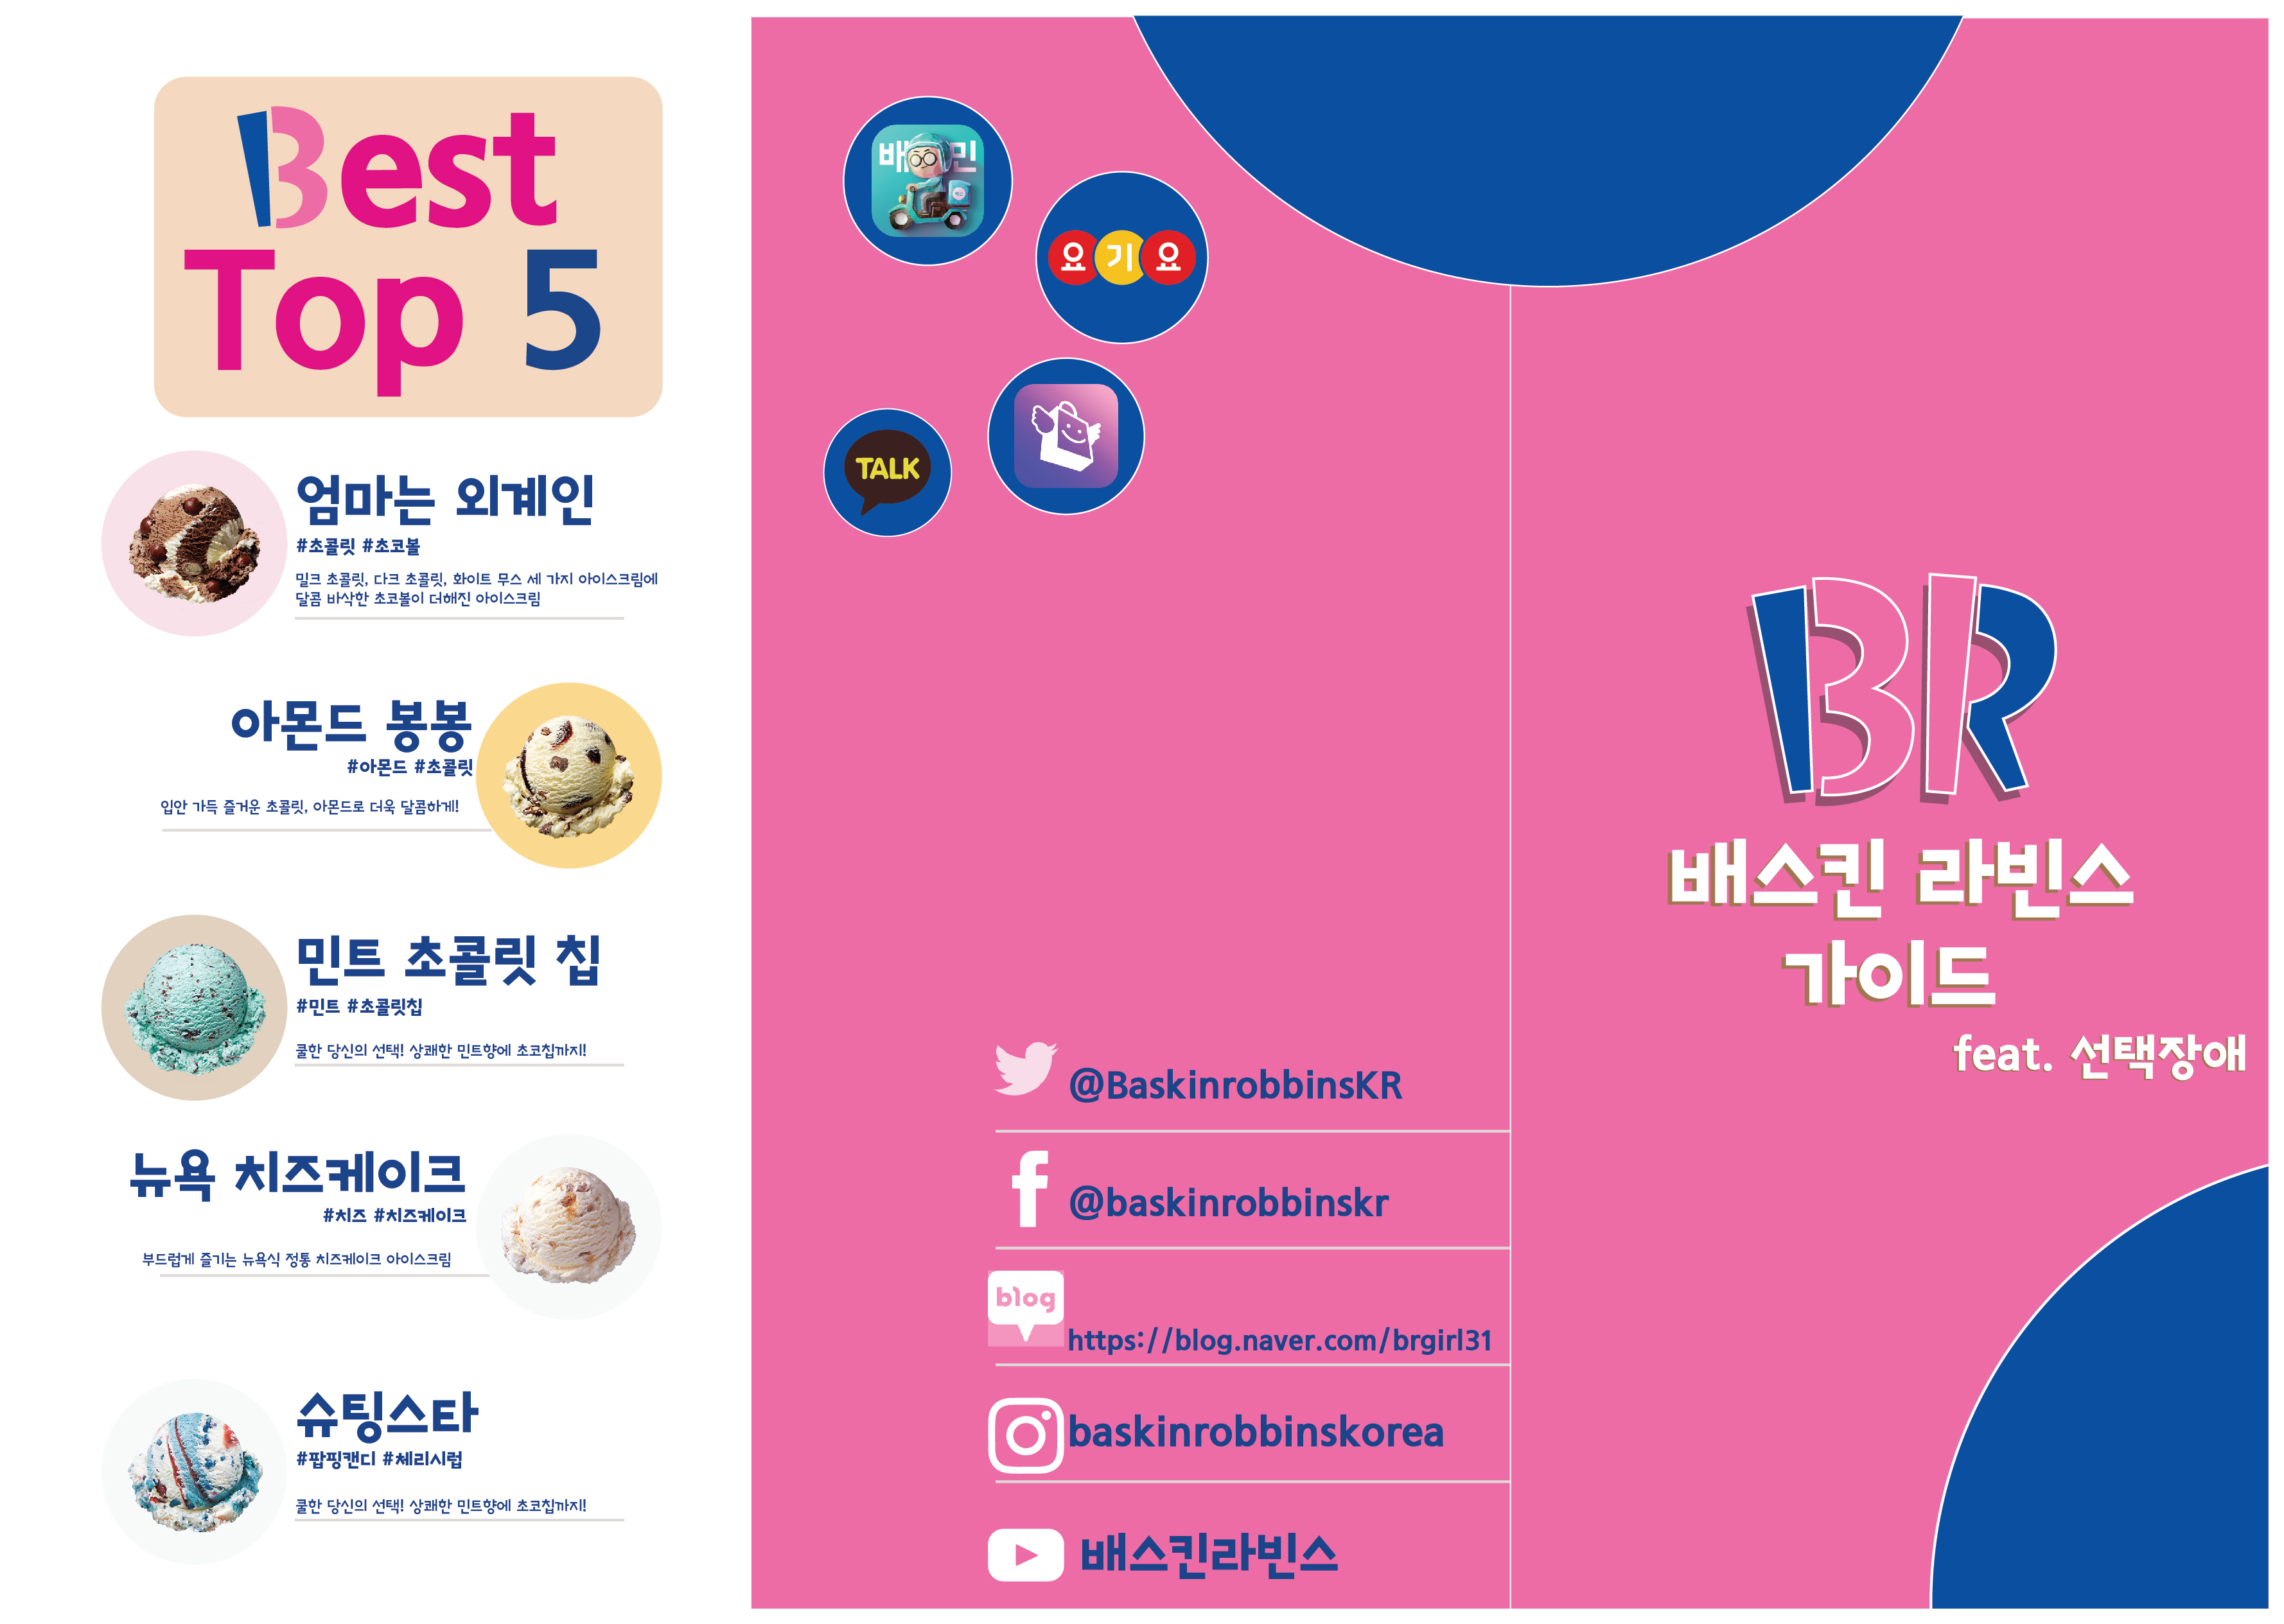 Best
Top 5
엄마는 외계인
#초콜릿 #초코볼
밀크 초콜릿, 다크 초콜릿, 화이트 무스 세 가지 아이스크림에
달콤 바삭한 초코볼이 더해진 아이스크림
아몬드 봉봉
#아몬드 #초콜릿
입안 가득 즐거운 초콜릿, 아몬드로 더욱 달콤하게!
민트 초콜릿 칩
#민트 #초콜릿칩
쿨한 당신의 선택! 상쾌한 민트향에 초코칩까지!
뉴욕 치즈케이크
#치즈 #치즈케이크
부드럽게 즐기는 뉴욕식 정통 치즈케이크 아이스크림
슈팅스타
#팝핑캔디 #체리시럽
쿨한 당신의 선택! 상쾌한 민트향에 초코칩까지!
배 민
요기요
TALK
@BaskinrobbinsKR
@baskinrobbinskr
blog
https://blog.naver.com/brgirl31
baskinrobbinskorea
배스킨라빈스
BR
배스킨 라빈스
가이드
feat. 선택장애